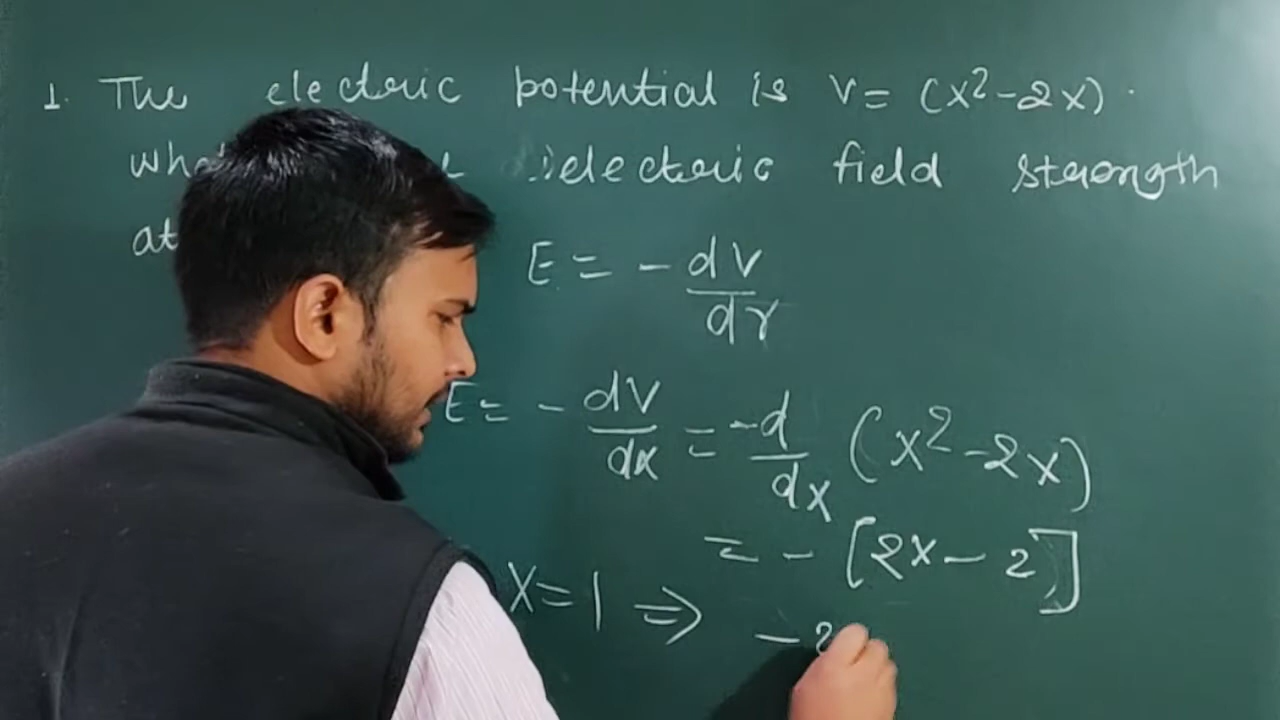 1. The electric potential is V = (x²-2x).
electric field strength
at
E = - dV/dr
E = - dV/dx = -d/dx (x²-2x)
= - [2x - 2]
x = 1 ⇒ - 2